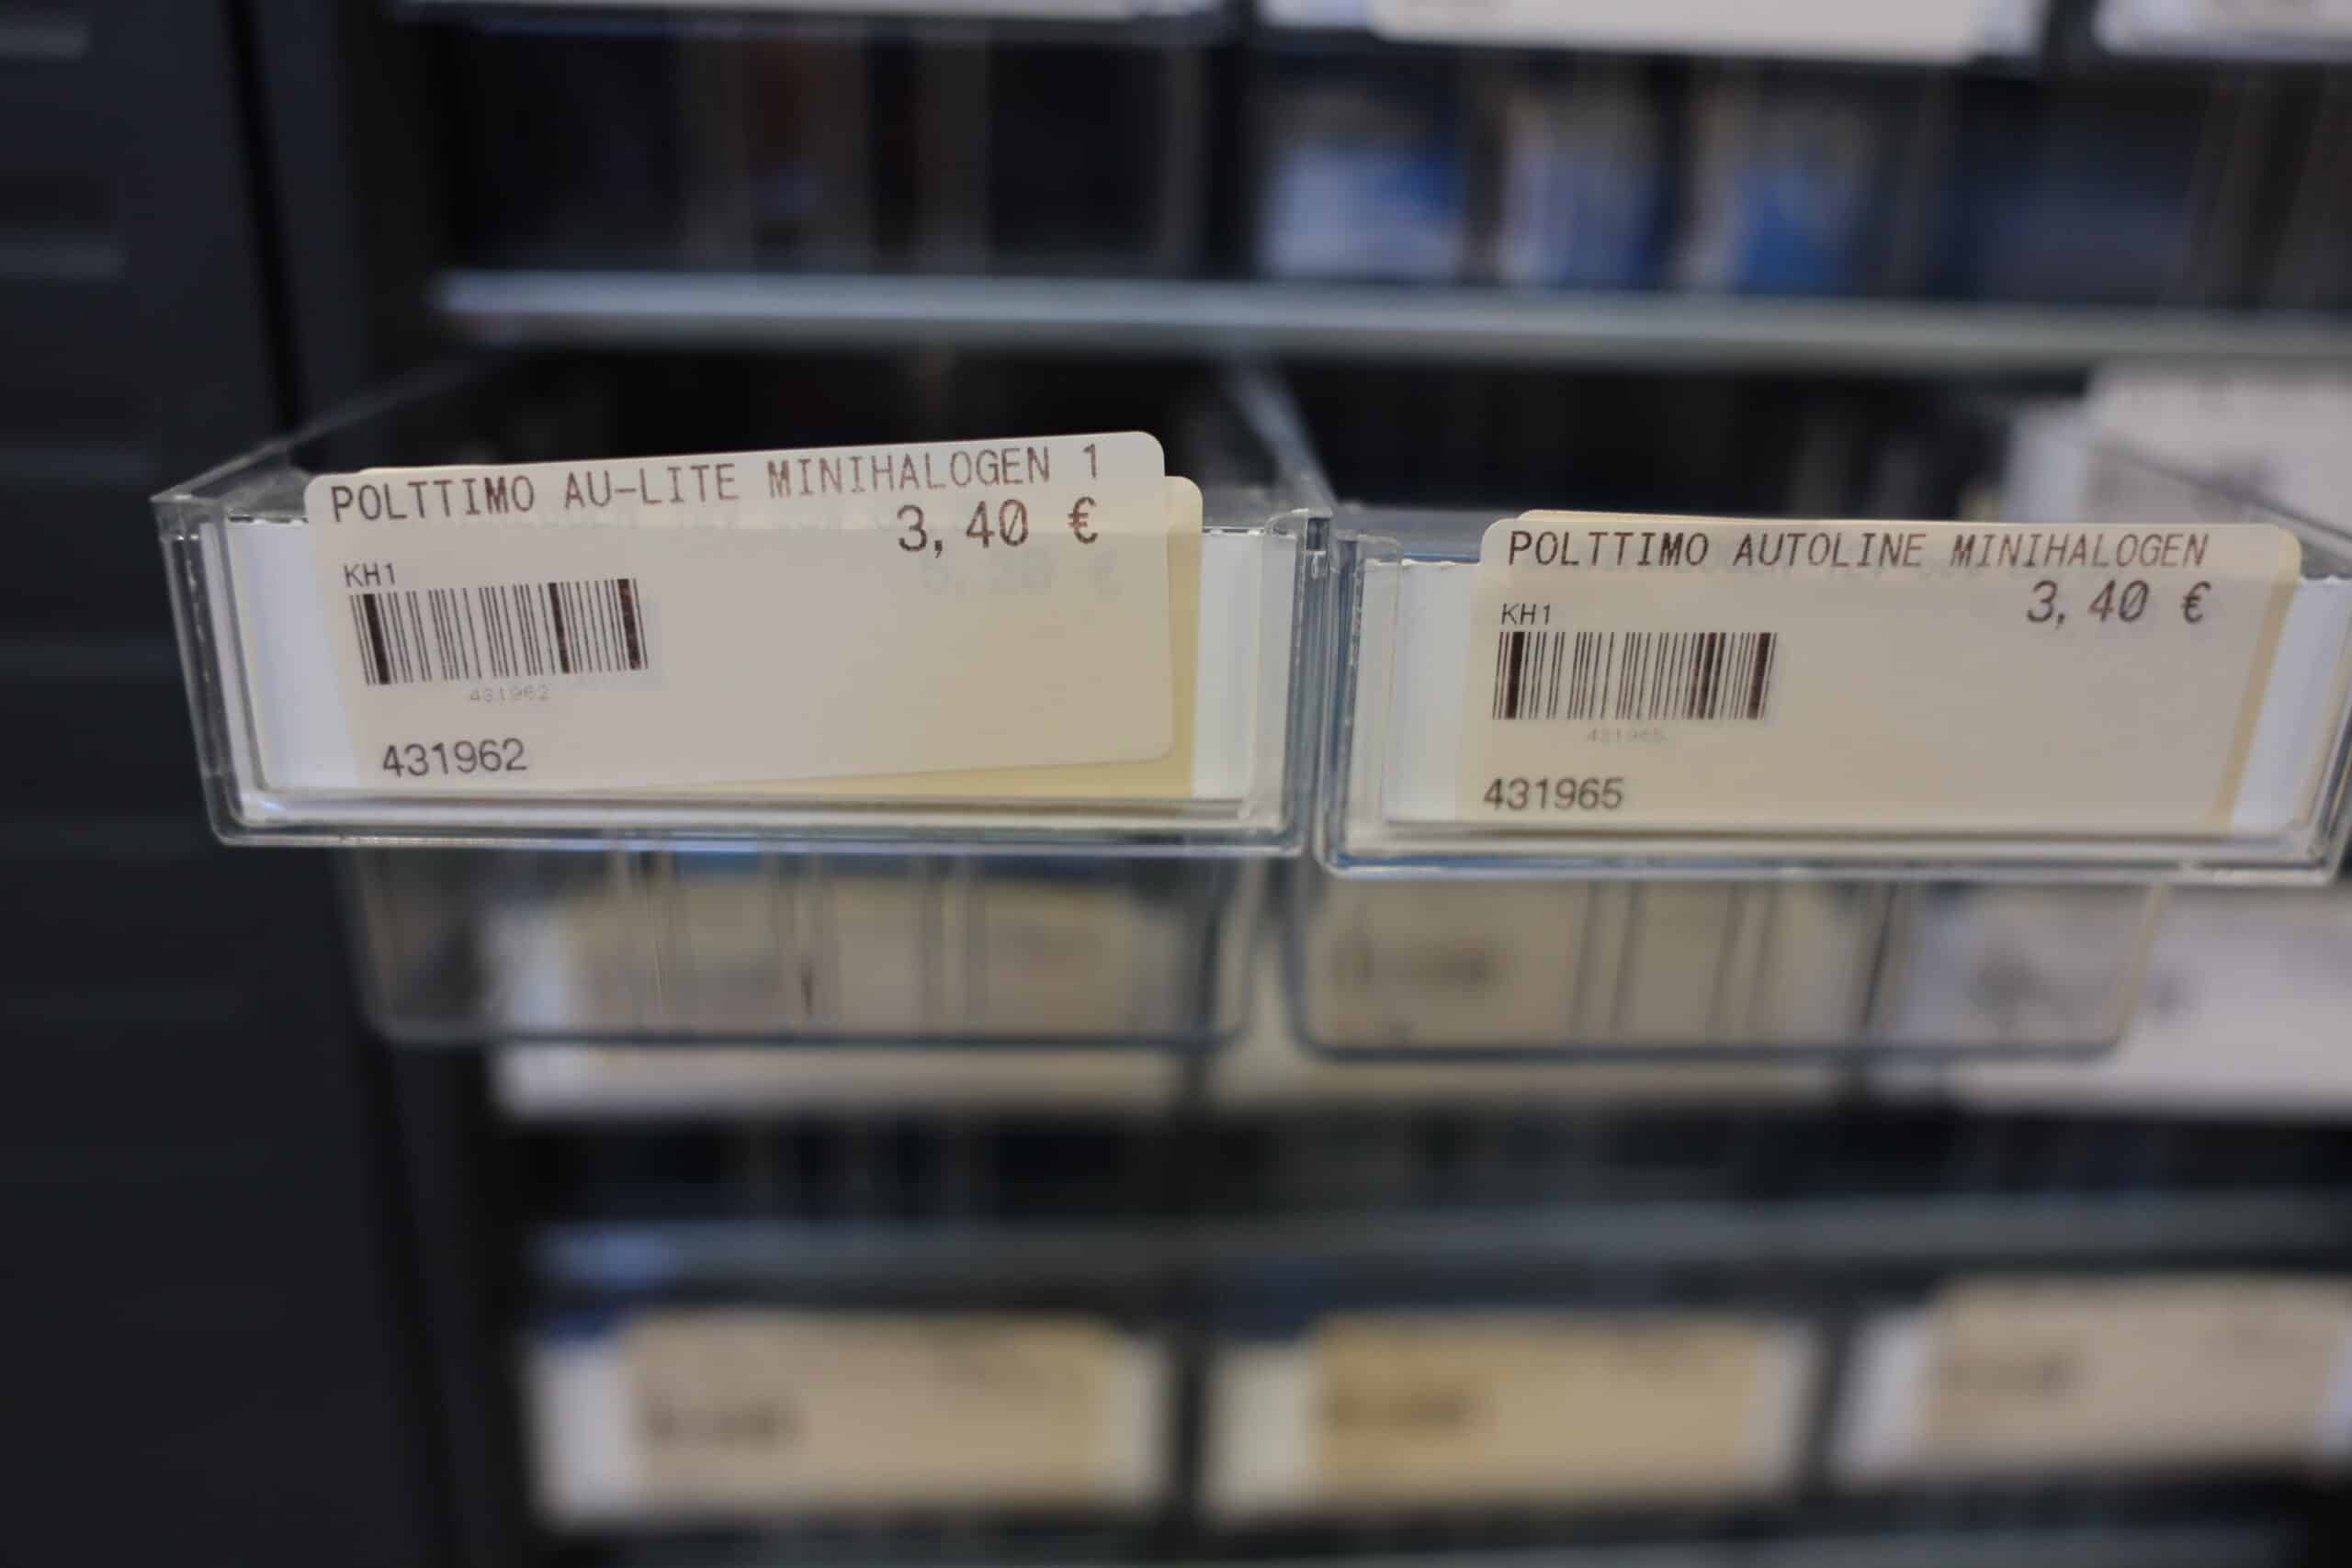 POLTTIMO AU-LITE MINIHALOGEN 1
3,40 €
KH1
431962
431962
POLTTIMO AUTOLINE MINIHALOGEN
3,40 €
KH1
431965
431965